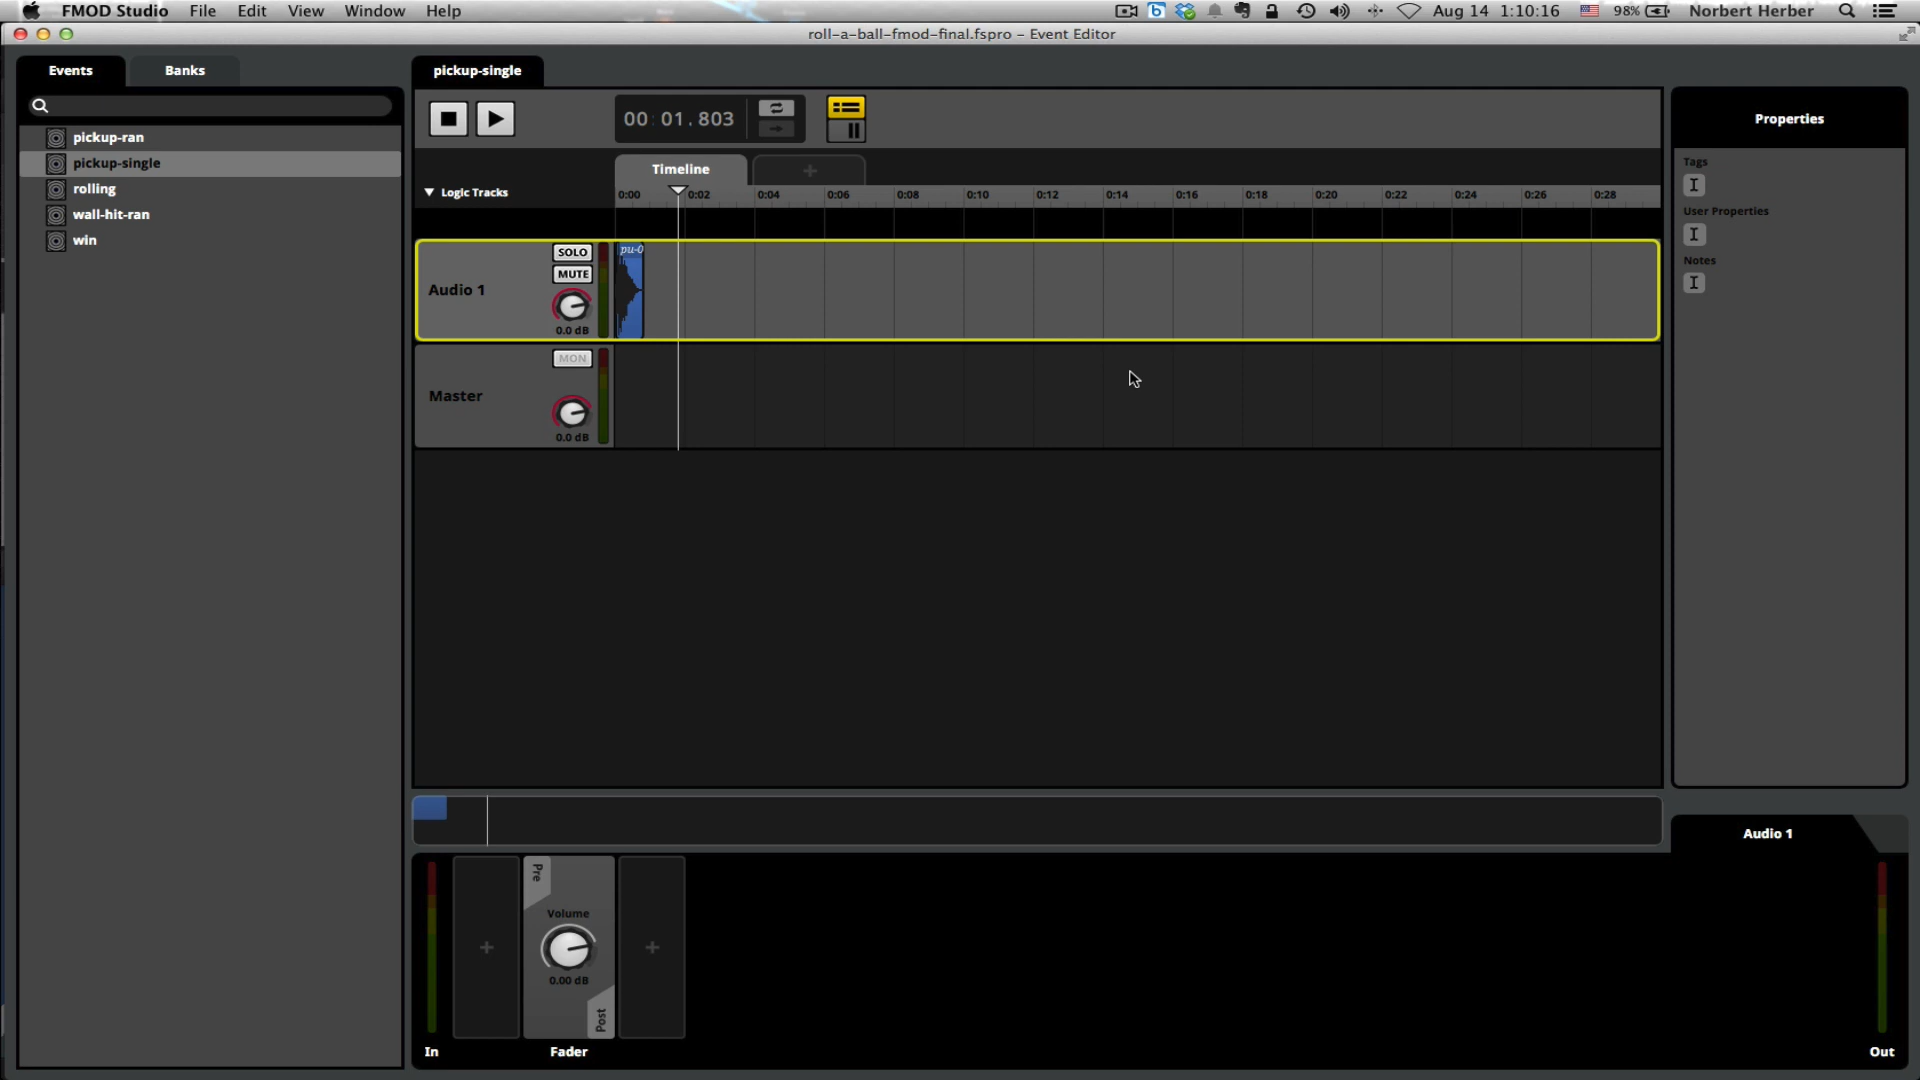 FMOD Studio File Edit View Window Help Aug 14 1:10:16 98% Norbert Herber
roll-a-ball-fmod-final.fspro – Event Editor
Events Banks
pickup-ran
pickup-single
rolling
wall-hit-ran
win
pickup-single
00:01.803
Timeline
Logic Tracks
0:00 0:02 0:04 0:06 0:08 0:10 0:12 0:14 0:16 0:18 0:20 0:22 0:24 0:26 0:28
Audio 1
SOLO
MUTE
0.0 dB
pu-0
Master
MON
0.0 dB
Properties
Tags
User Properties
Notes
Audio 1
Pre
Volume
0.00 dB
Post
In
Fader
Out